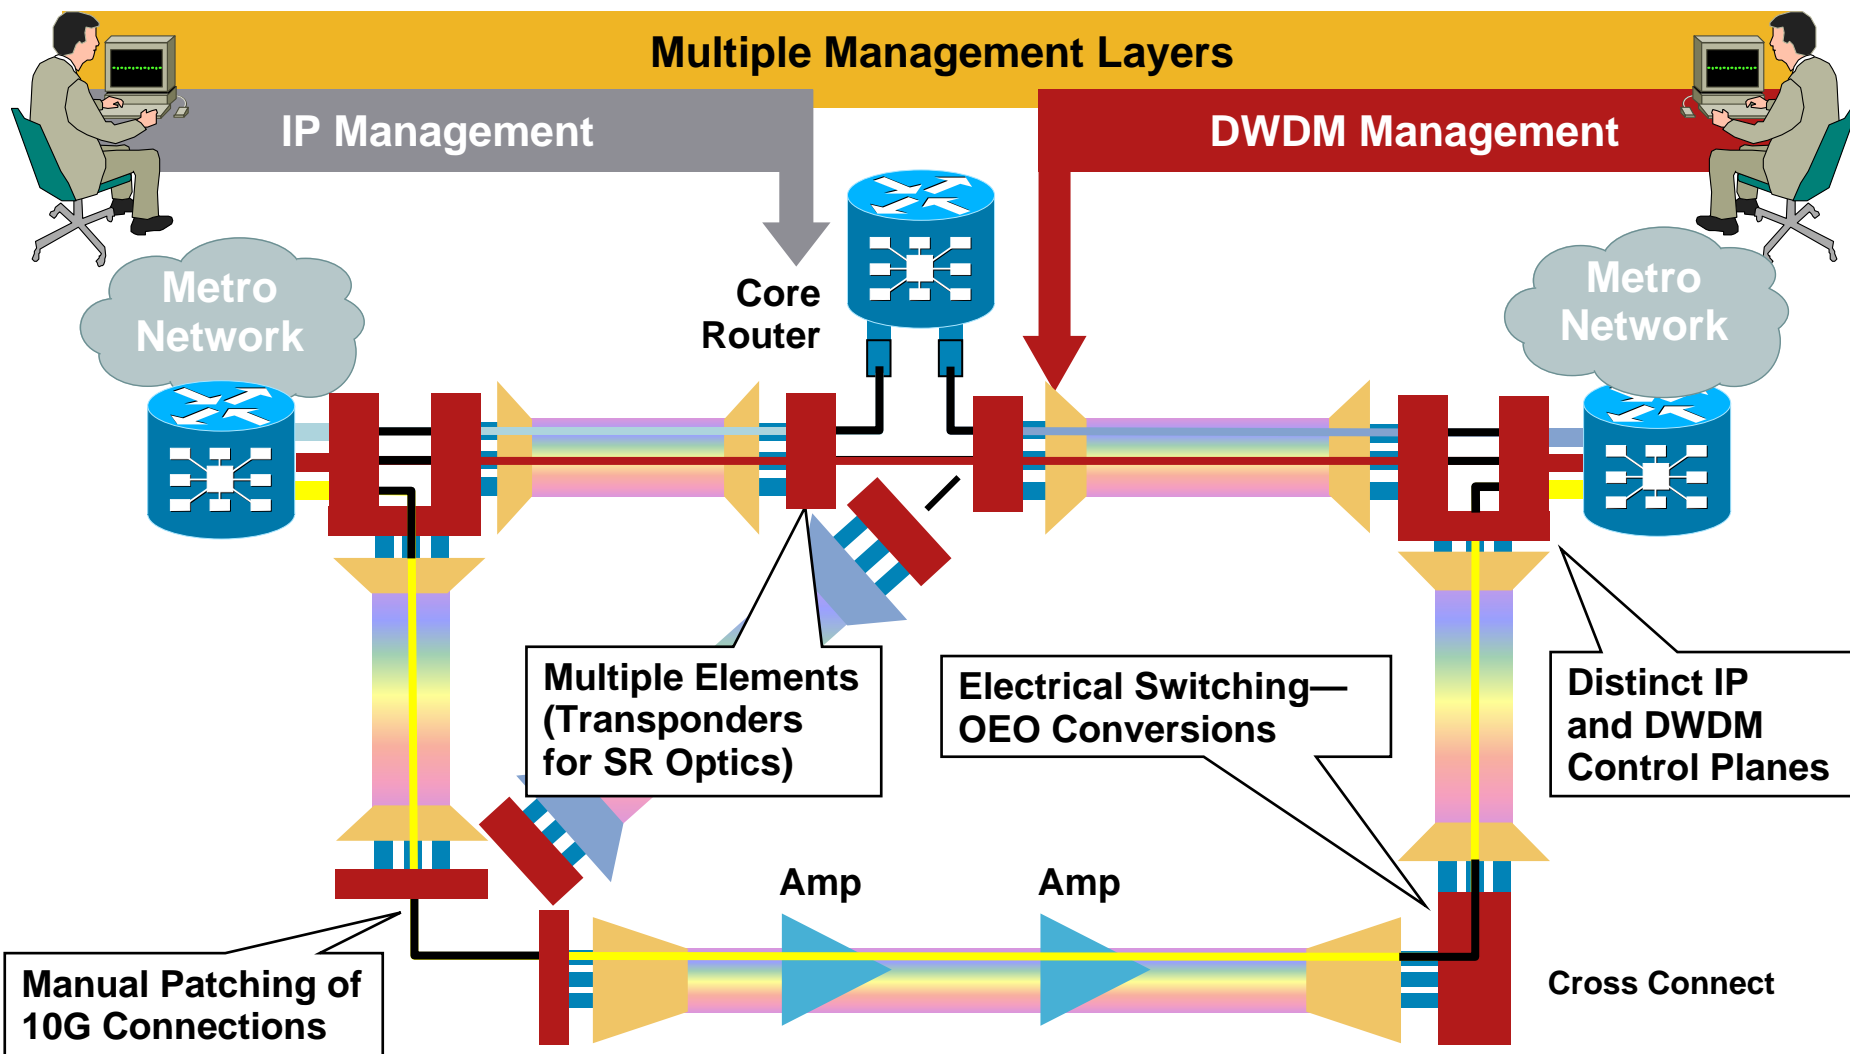 Multiple Management Layers
IP Management
DWDM Management
Metro
Network
Core
Router
Metro
Network
Multiple Elements
(Transponders
for SR Optics)
Electrical Switching—
OEO Conversions
Distinct IP
and DWDM
Control Planes
Amp
Amp
Manual Patching of
10G Connections
Cross Connect